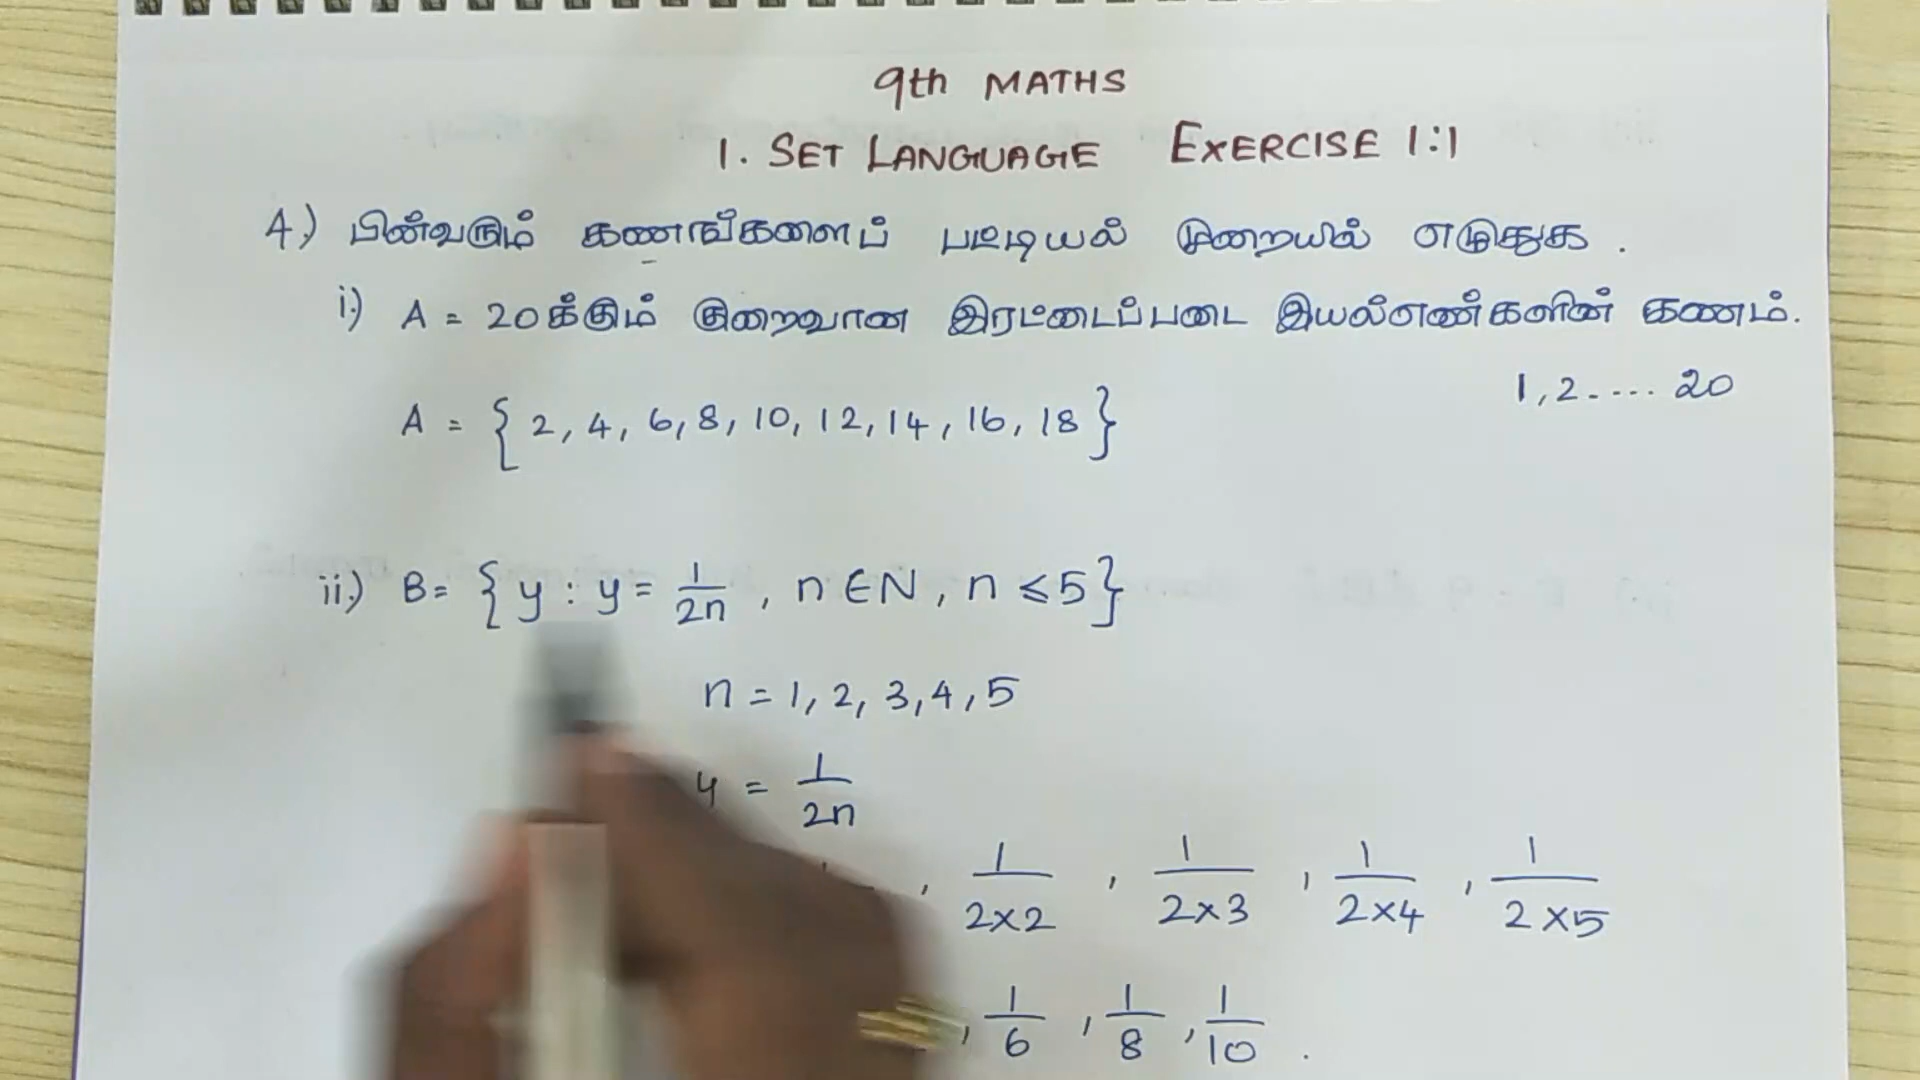 9th MATHS
1. SET LANGUAGE EXERCISE 1:1
4.) பின்வரும் கணங்களைப் பட்டியல் முறையில் எழுதுக .
i.) A = 20க்கும் குறைவான இரட்டைப்படை இயல்எண்களின் கணம்.
1, 2 .... 20
A = { 2, 4, 6, 8, 10, 12, 14, 16, 18 }
ii.) B = { y : y = 1/2n , n ∈ N , n ≤ 5 }
n = 1, 2, 3, 4, 5
y = 1/2n
, 1/2×2 , 1/2×3 , 1/2×4 , 1/2×5
, 1/6 , 1/8 , 1/10 .